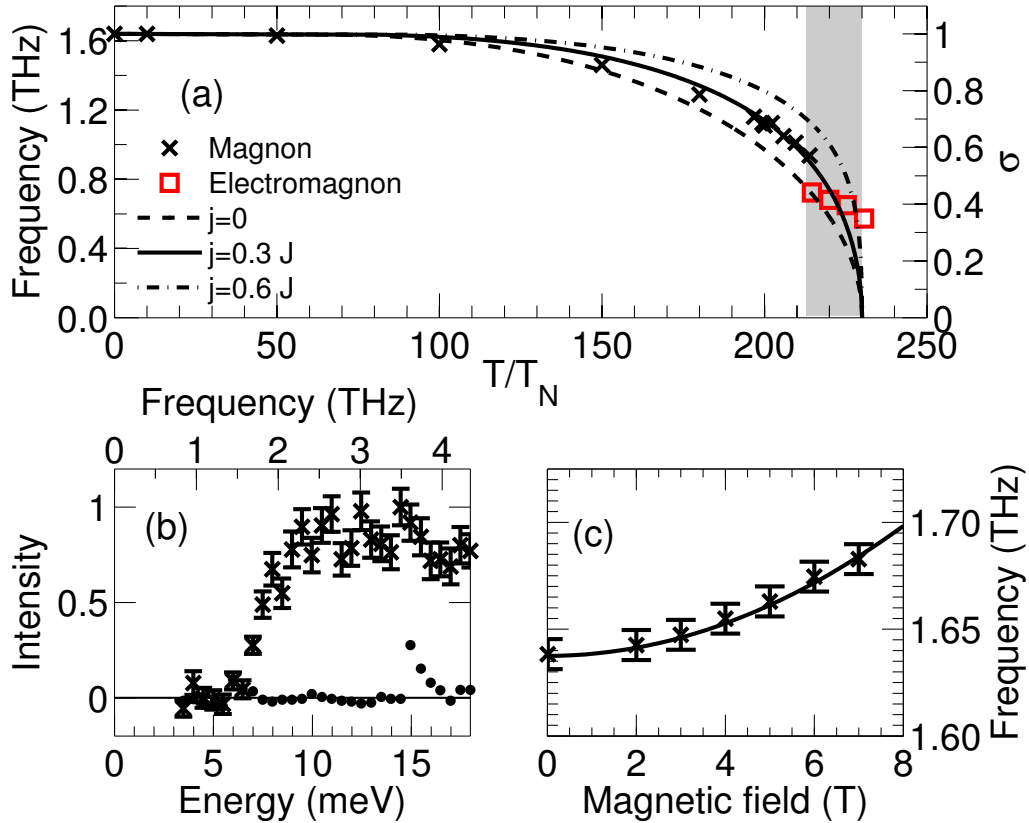 (a)
Frequency (THz)
1.6
1.2
0.8
0.4
0.0
Magnon
Electromagnon
j=0
j=0.3 J
j=0.6 J
1
0.8
0.6
0.4
0.2
0
σ
0 50 100 150 200 250
T/T_N
Frequency (THz)
0 1 2 3 4
(b)
Intensity
1
0.5
0
0 5 10 15
Energy (meV)
(c)
1.70
1.65
1.60
Frequency (THz)
0 2 4 6 8
Magnetic field (T)